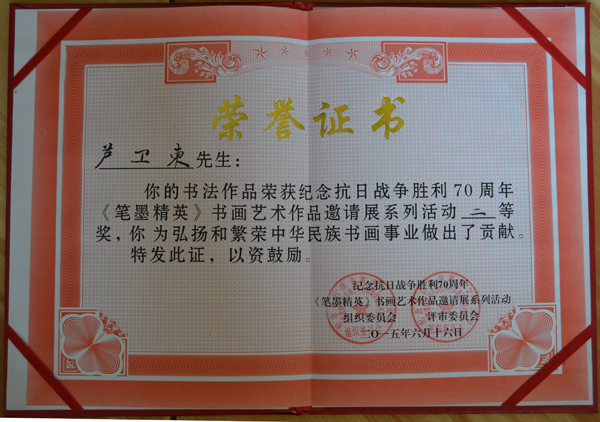 荣誉证书
芦卫东先生：
你的书法作品荣获纪念抗日战争胜利70周年
《笔墨精英》书画艺术作品邀请展系列活动二等
奖，你为弘扬和繁荣中华民族书画事业做出了贡献。
特发此证，以资鼓励。
纪念抗日战争胜利70周年
《笔墨精英》书画艺术作品邀请展系列活动
组织委员会 评审委员会
二〇一五年六月十六日